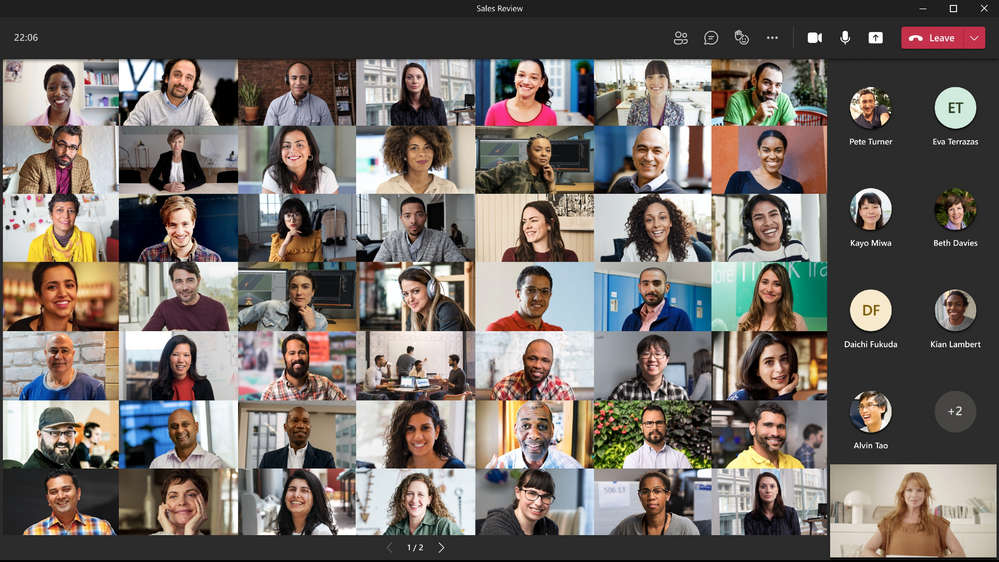 Sales Review
22:06
Leave
Pete Turner
ET
Eva Terrazas
Kayo Miwa
Beth Davies
DF
Daichi Fukuda
Kian Lambert
+2
Alvin Tao
1 / 2